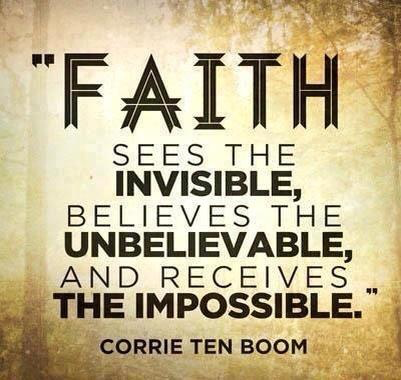 "FAITH
SEES THE
INVISIBLE,
BELIEVES THE
UNBELIEVABLE,
AND RECEIVES
THE IMPOSSIBLE."
CORRIE TEN BOOM